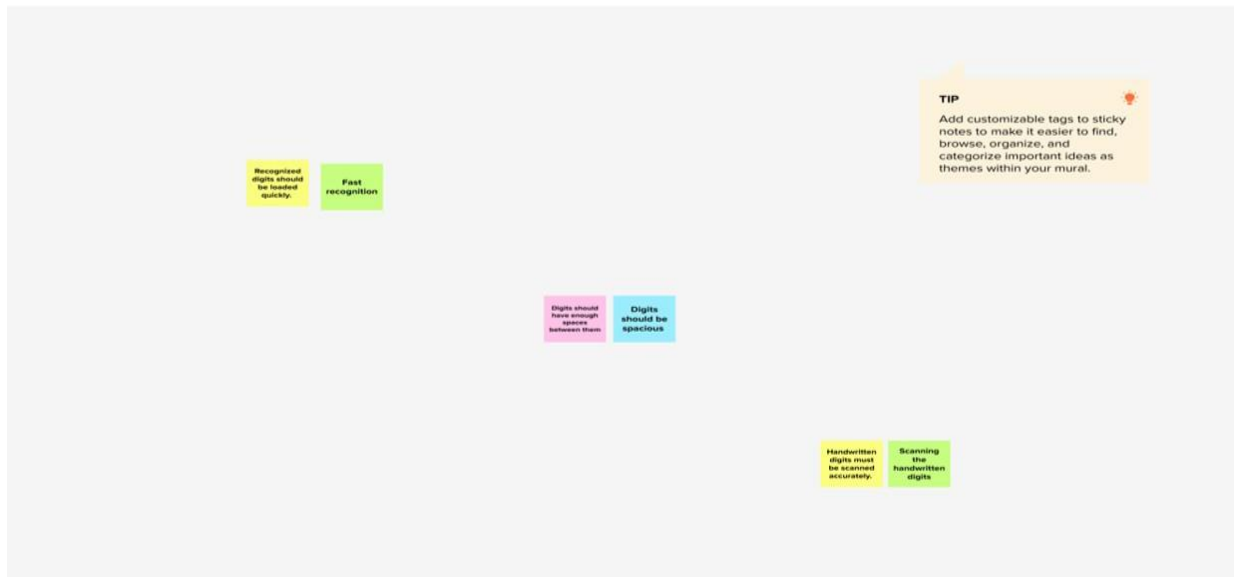 TIP
Add customizable tags to sticky
notes to make it easier to find,
browse, organize, and
categorize important ideas as
themes within your mural.
Recognized
digits should
be loaded
quickly.
Fast
recognition
Digits should
have enough
spaces
between them
Digits
should be
spacious
Handwritten
digits must
be scanned
accurately.
Scanning
the
handwritten
digits